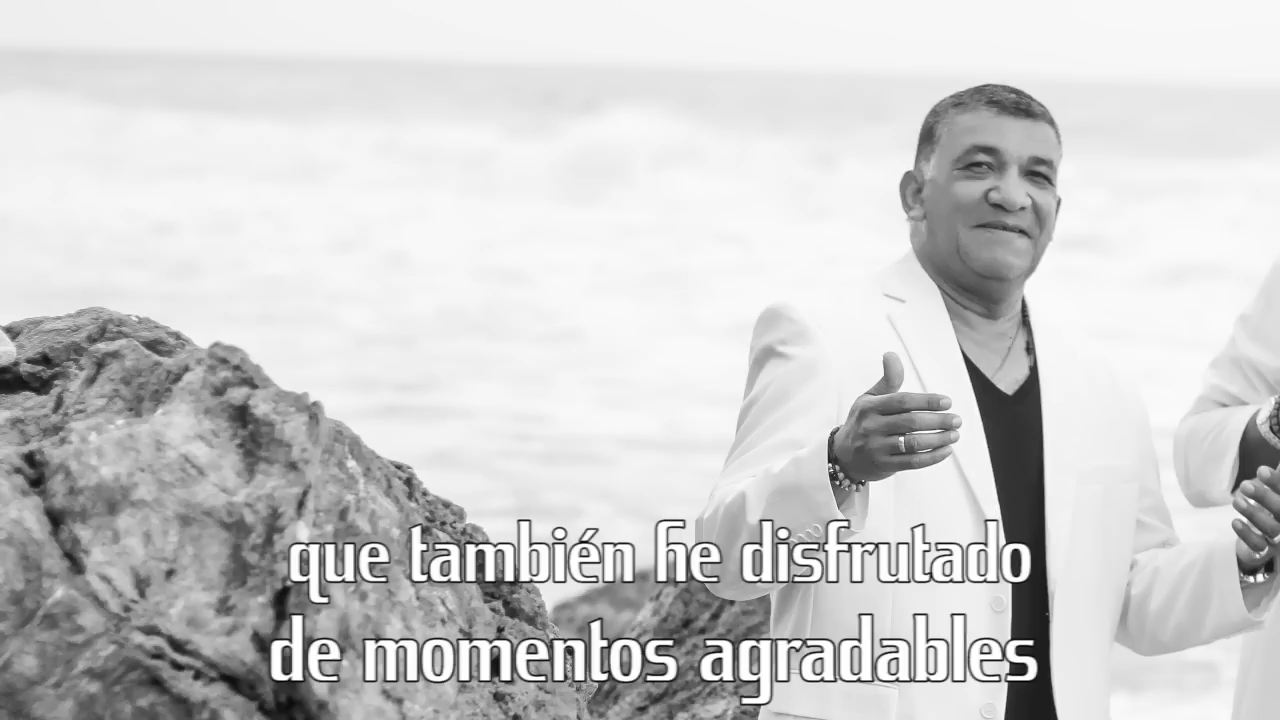 que también he disfrutado
de momentos agradables